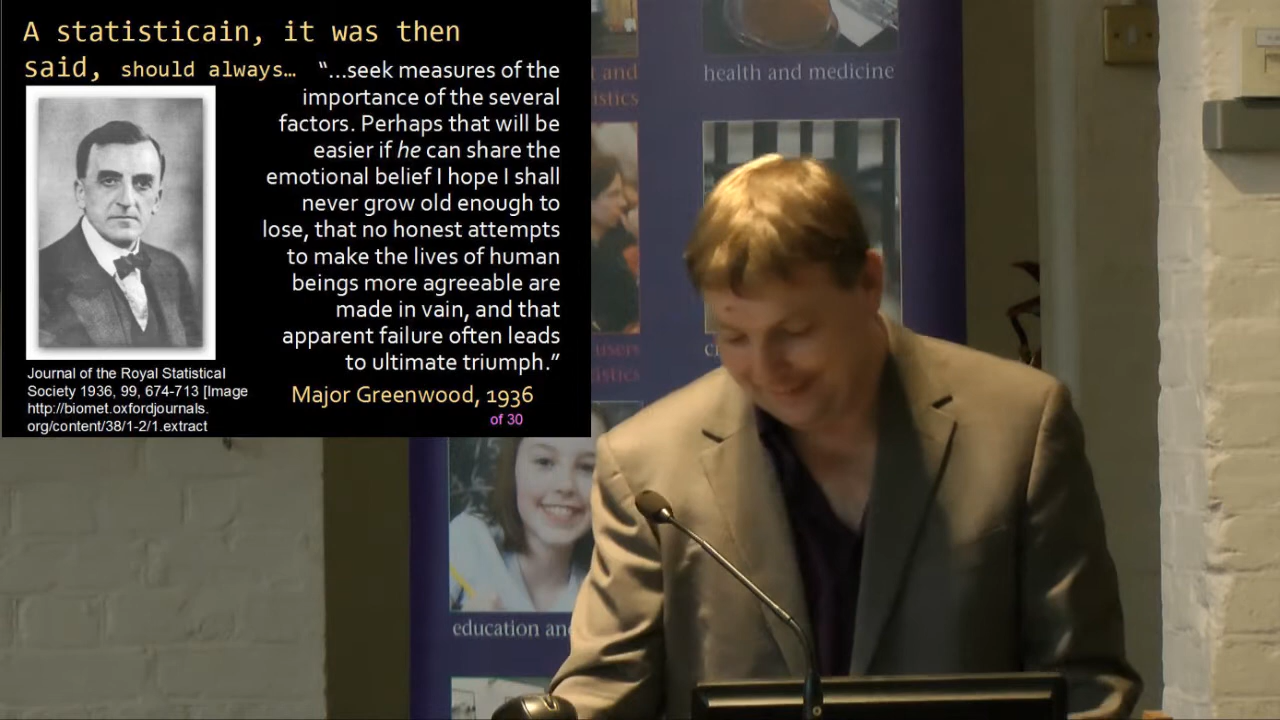 A statisticain, it was then
said, should always… “…seek measures of the
importance of the several
factors. Perhaps that will be
easier if he can share the
emotional belief I hope I shall
never grow old enough to
lose, that no honest attempts
to make the lives of human
beings more agreeable are
made in vain, and that
apparent failure often leads
to ultimate triumph.”
Major Greenwood, 1936
of 30
Journal of the Royal Statistical
Society 1936, 99, 674-713 [Image
http://biomet.oxfordjournals.
org/content/38/1-2/1.extract
and
istics
health and medicine
users
istics
education an